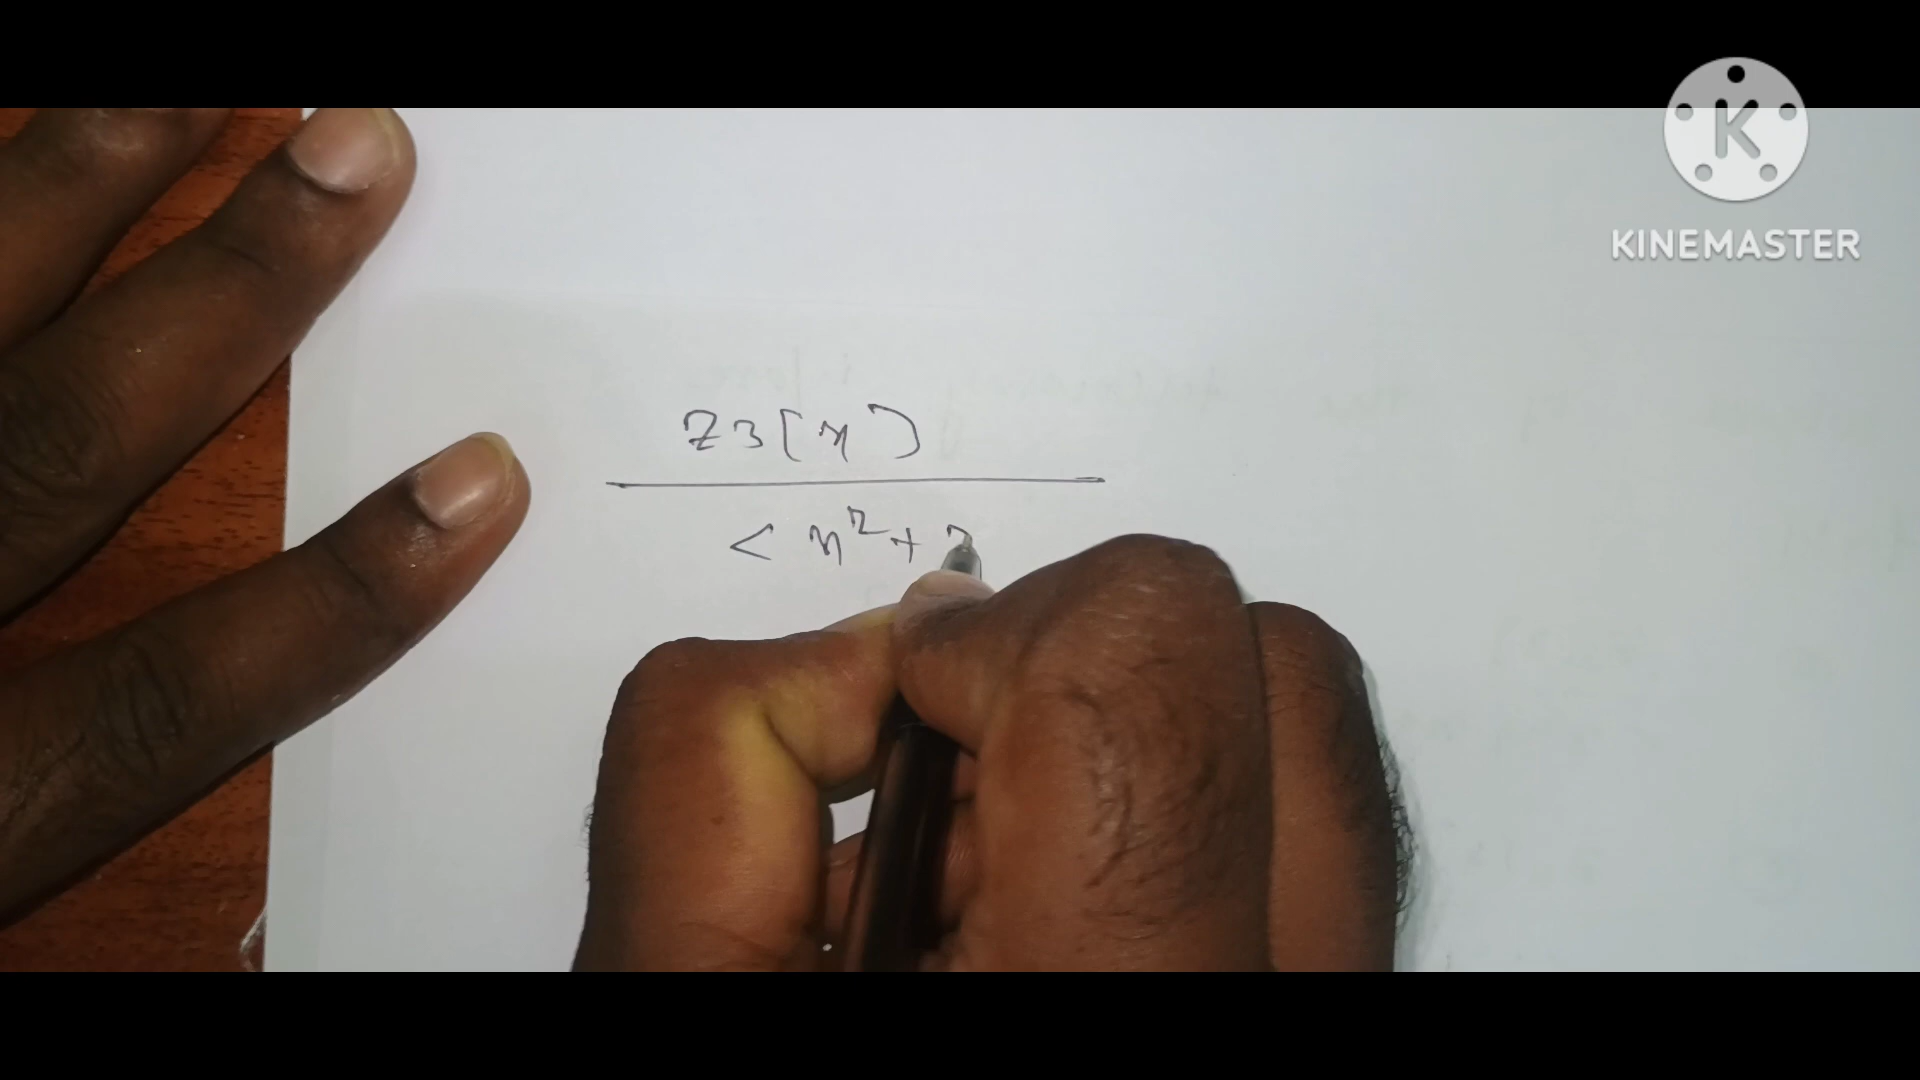 Z3[x]
< x² +
KINEMASTER